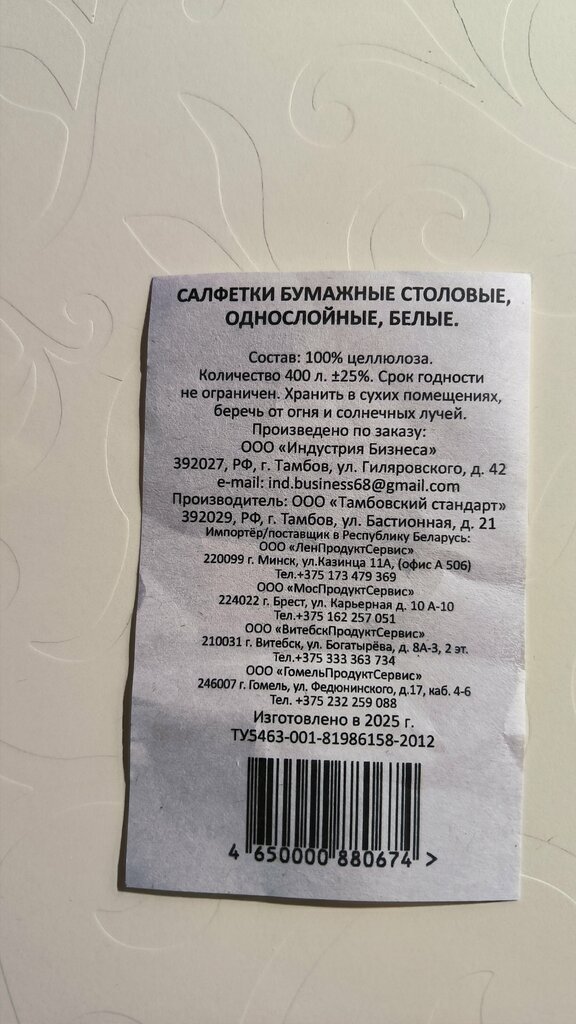 САЛФЕТКИ БУМАЖНЫЕ СТОЛОВЫЕ,
ОДНОСЛОЙНЫЕ, БЕЛЫЕ.
Состав: 100% целлюлоза.
Количество 400 л. ±25%. Срок годности
не ограничен. Хранить в сухих помещениях,
беречь от огня и солнечных лучей.
Произведено по заказу:
ООО «Индустрия Бизнеса»
392027, РФ, г. Тамбов, ул. Гиляровского, д. 42
e-mail: ind.business68@gmail.com
Производитель: ООО «Тамбовский стандарт»
392029, РФ, г. Тамбов, ул. Бастионная, д. 21
Импортёр/поставщик в Республику Беларусь:
ООО «ЛенПродуктСервис»
220099 г. Минск, ул.Казинца 11А, (офис А 506)
Тел.+375 173 479 369
ООО «МосПродуктСервис»
224022 г. Брест, ул. Карьерная д. 10 А-10
Тел.+375 162 257 051
ООО «ВитебскПродуктСервис»
210031 г. Витебск, ул. Богатырёва, д. 8А-3, 2 эт.
Тел.+375 333 363 734
ООО «ГомельПродуктСервис»
246007 г. Гомель, ул. Федюнинского, д.17, каб. 4-6
Тел. +375 232 259 088
Изготовлено в 2025 г.
ТУ5463-001-81986158-2012
4 650000 880674 >